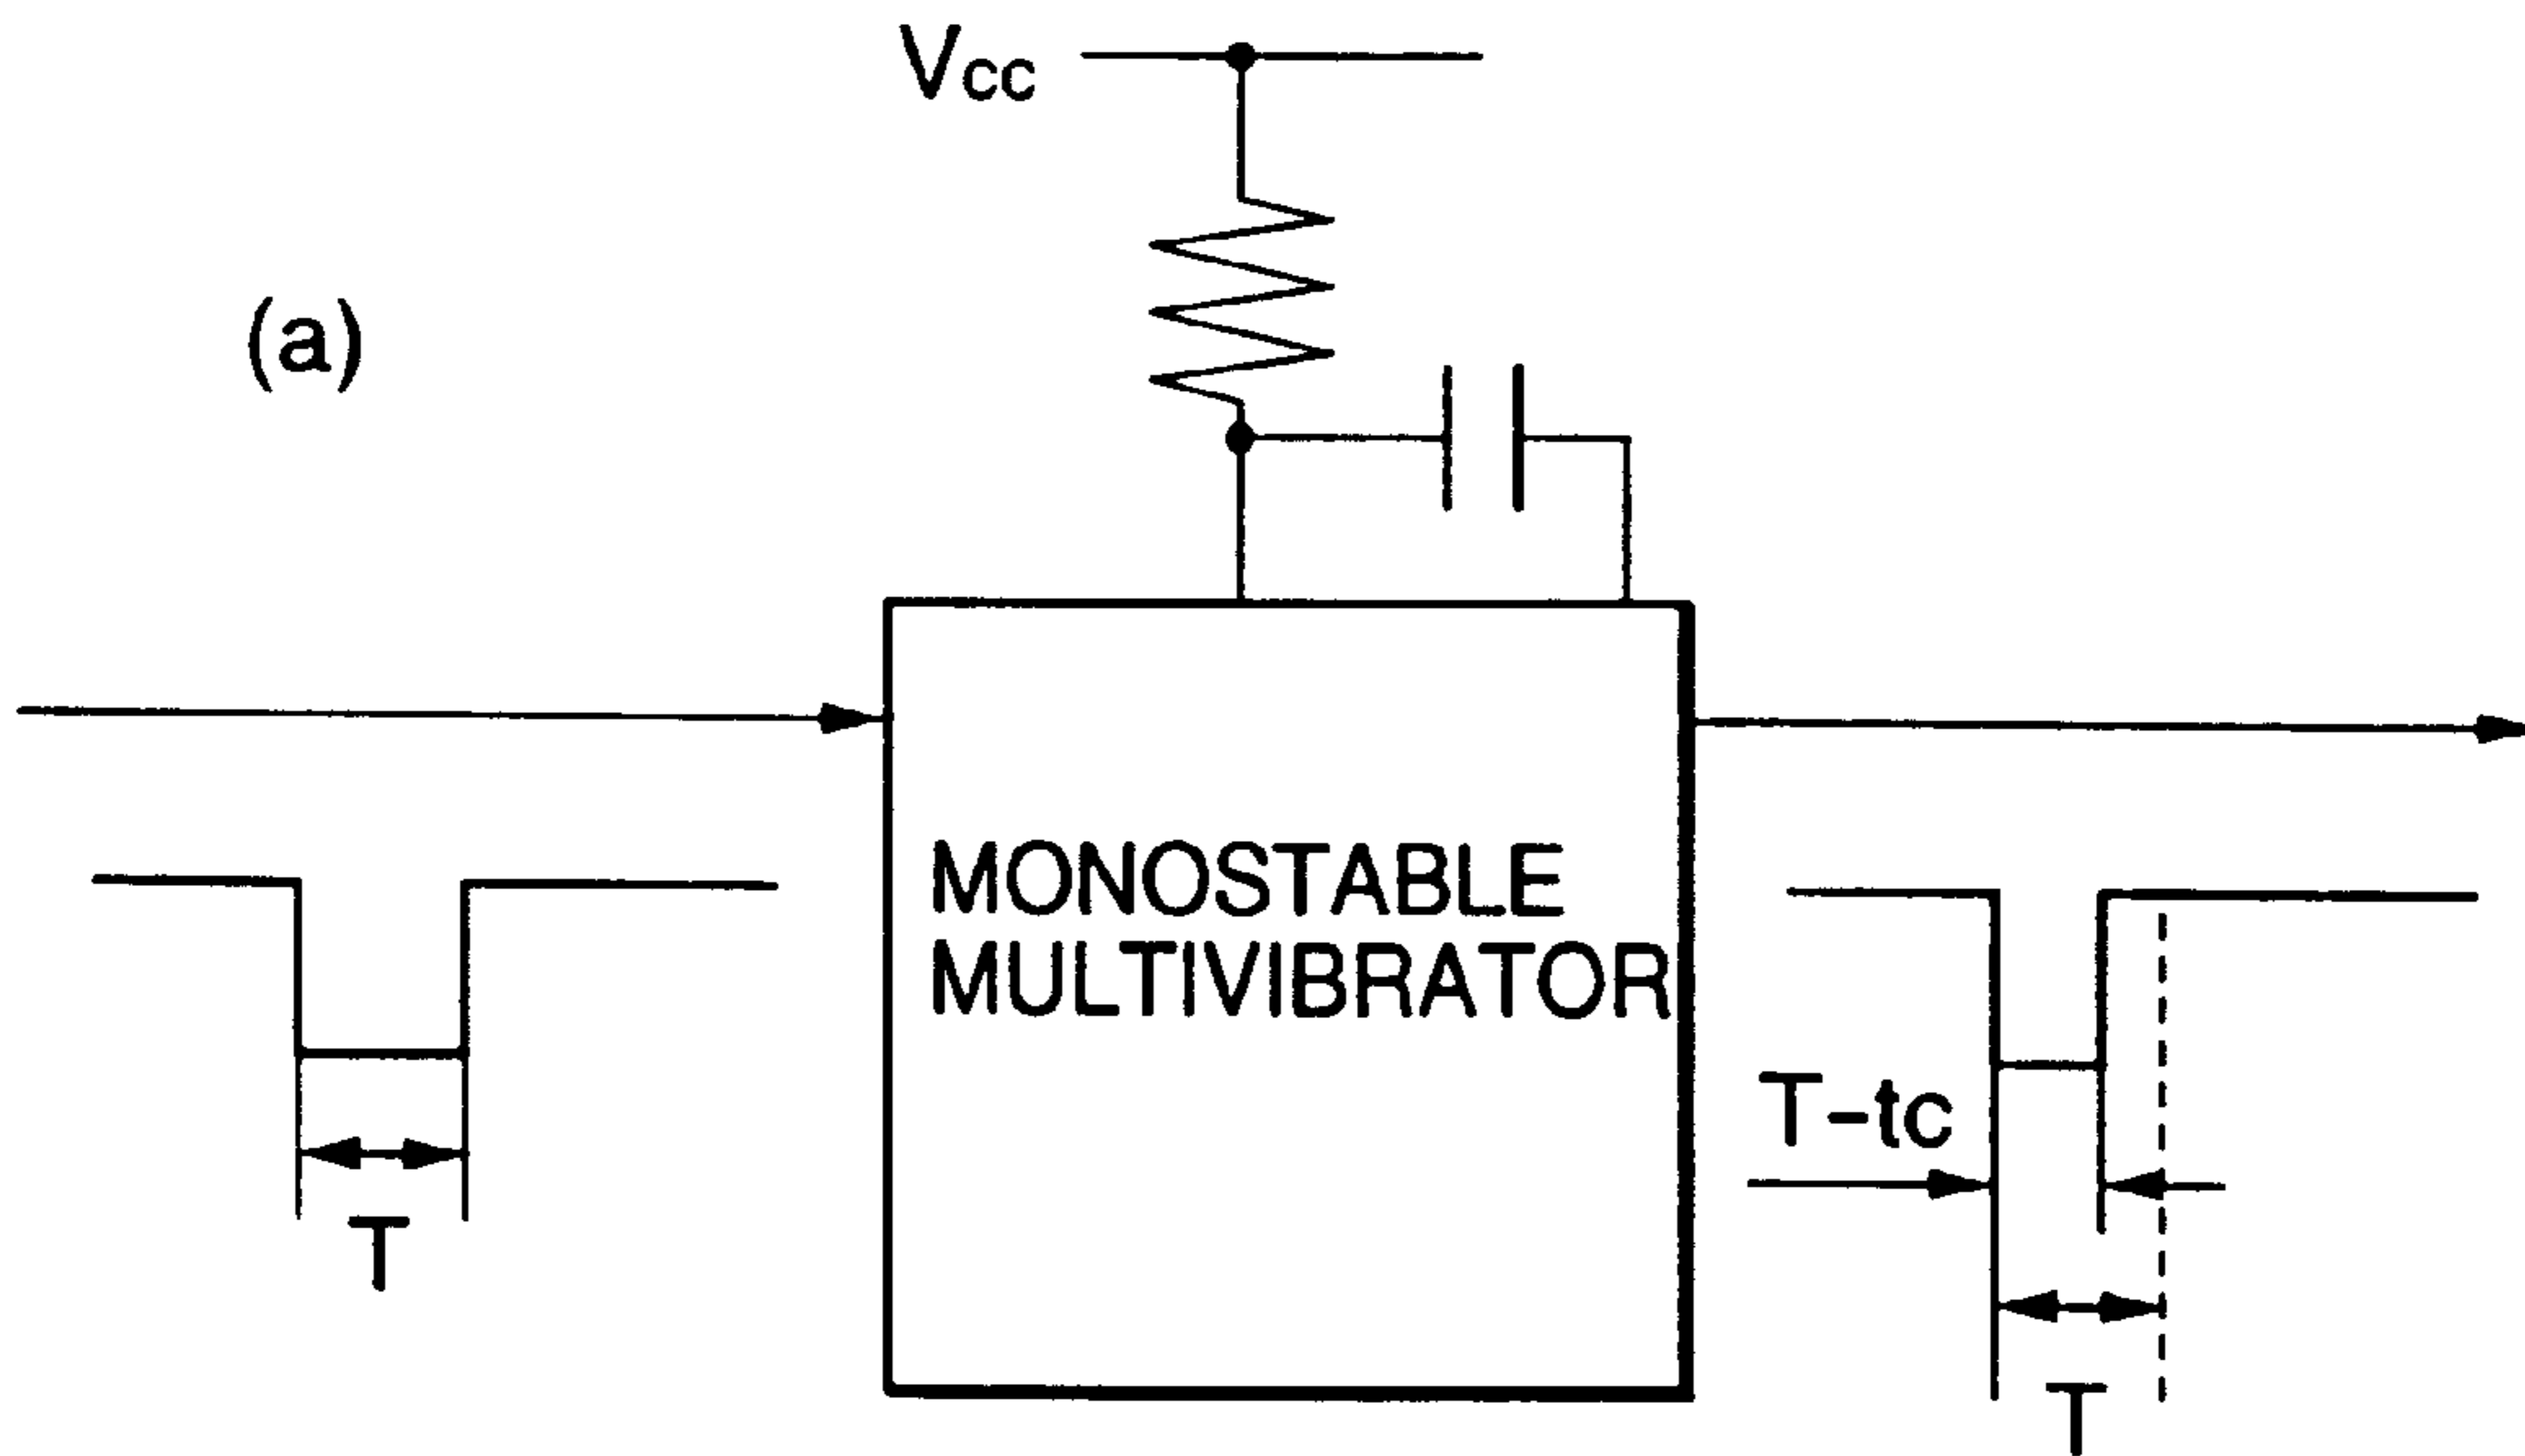 Vcc
(a)
MONOSTABLE
MULTIVIBRATOR
T-tc
T
T